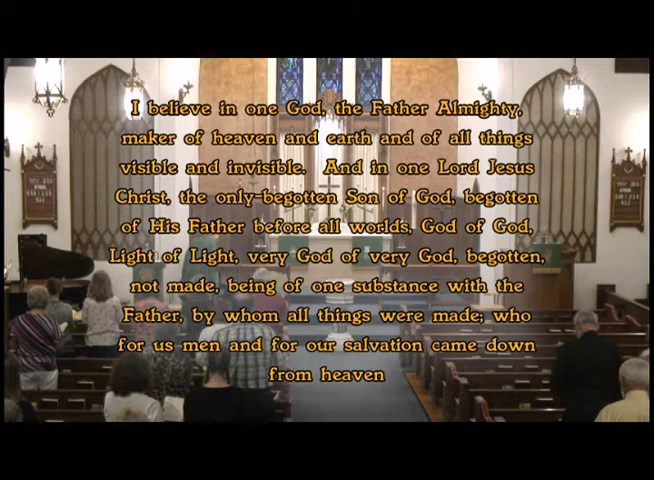 I believe in one God, the Father Almighty,
maker of heaven and earth and of all things
visible and invisible. And in one Lord Jesus
Christ, the only-begotten Son of God, begotten
of His Father before all worlds, God of God,
Light of Light, very God of very God, begotten,
not made, being of one substance with the
Father, by whom all things were made; who
for us men and for our salvation came down
from heaven